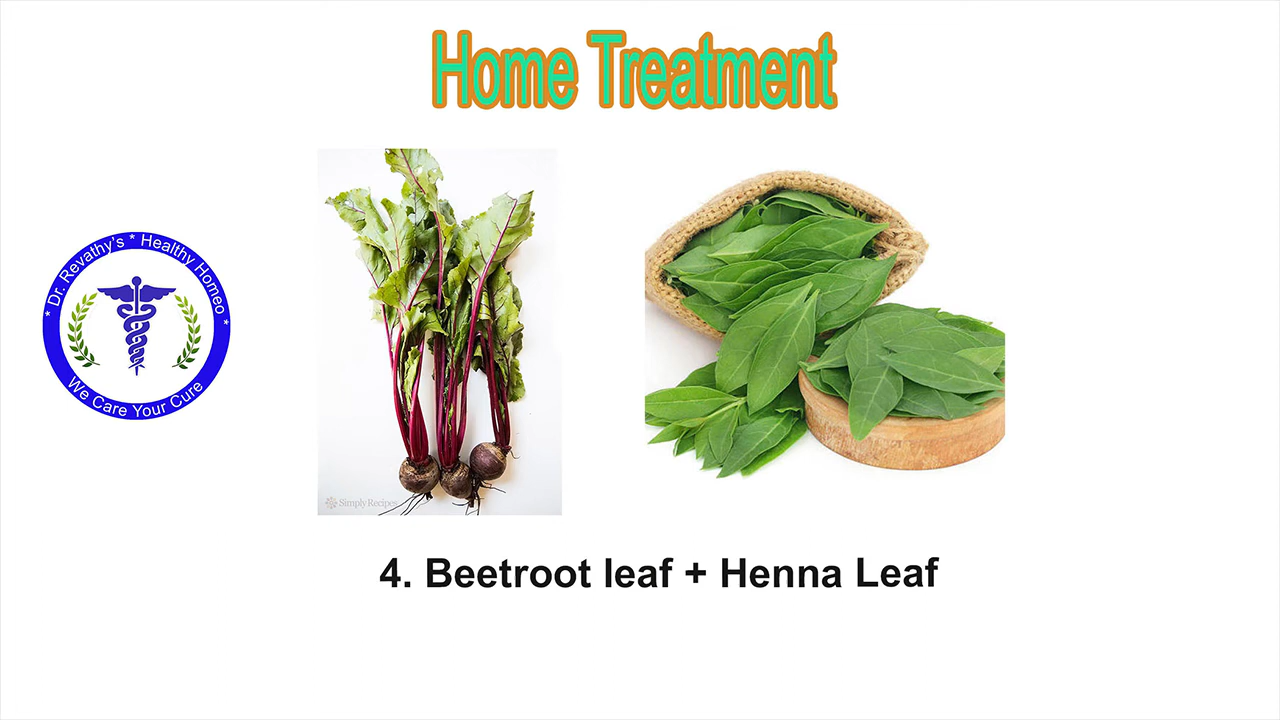 Home Treatment
* Dr. Revathy's * Healthy Homeo *
We Care Your Cure
SimplyRecipes
4. Beetroot leaf + Henna Leaf